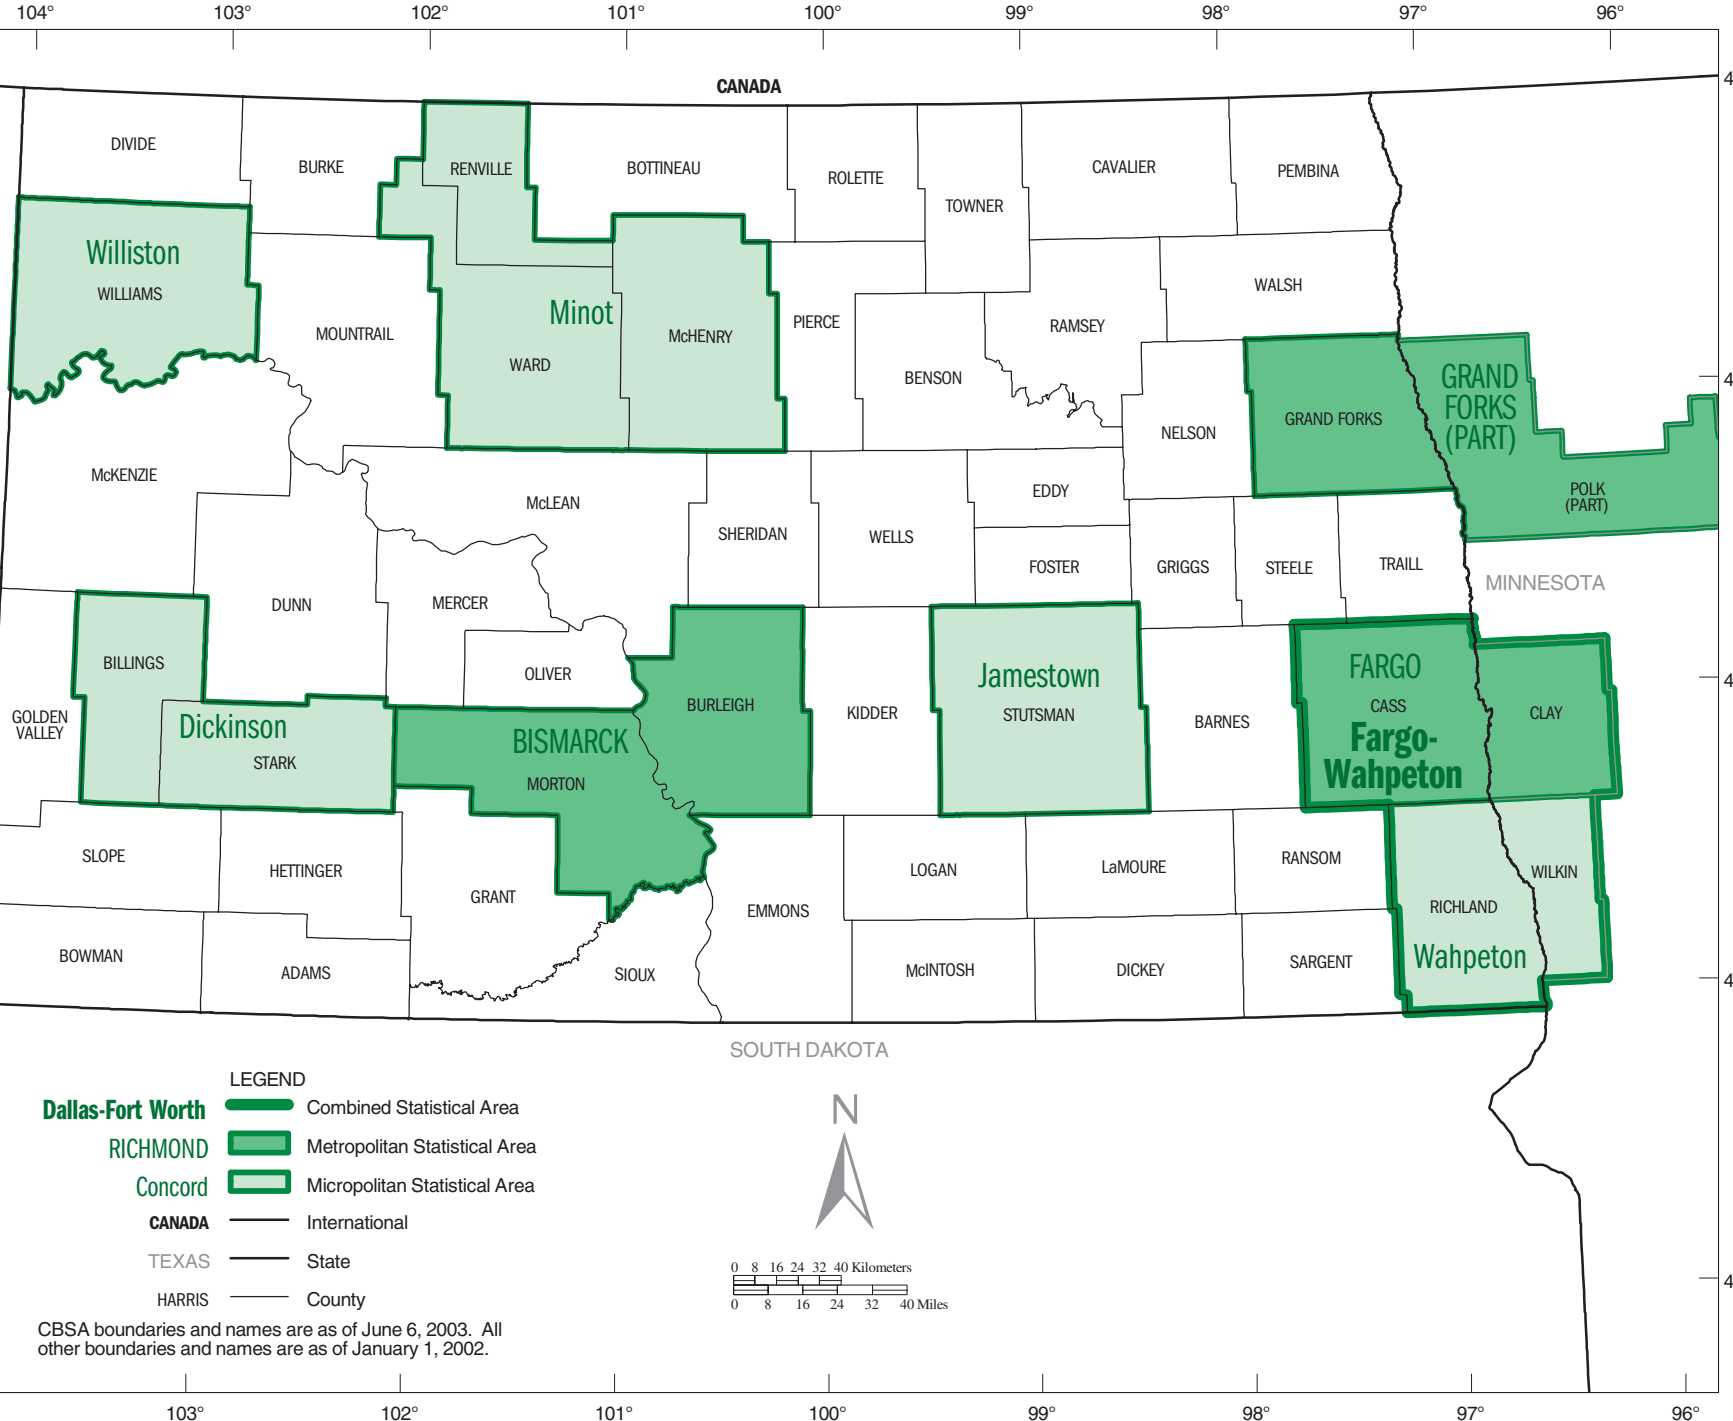 104° 103° 102° 101° 100° 99° 98° 97° 96°
CANADA
4
DIVIDE
BURKE
RENVILLE
BOTTINEAU
ROLETTE
TOWNER
CAVALIER
PEMBINA
Williston
WILLIAMS
MOUNTRAIL
Minot
WARD
McHENRY
PIERCE
BENSON
RAMSEY
WALSH
NELSON
GRAND FORKS
GRAND
FORKS
(PART)
4
POLK
(PART)
McKENZIE
McLEAN
SHERIDAN
WELLS
EDDY
FOSTER
GRIGGS
STEELE
TRAILL
MINNESOTA
DUNN
MERCER
OLIVER
BILLINGS
GOLDEN
VALLEY
Dickinson
STARK
BISMARCK
MORTON
BURLEIGH
KIDDER
Jamestown
STUTSMAN
BARNES
FARGO
CASS
Fargo-
Wahpeton
CLAY
4
SLOPE
HETTINGER
GRANT
EMMONS
LOGAN
LaMOURE
RANSOM
RICHLAND
WILKIN
Wahpeton
BOWMAN
ADAMS
SIOUX
McINTOSH
DICKEY
SARGENT
4
SOUTH DAKOTA
LEGEND
Dallas-Fort Worth Combined Statistical Area
RICHMOND Metropolitan Statistical Area
Concord Micropolitan Statistical Area
CANADA International
TEXAS State
HARRIS County
CBSA boundaries and names are as of June 6, 2003. All
other boundaries and names are as of January 1, 2002.
N
0 8 16 24 32 40 Kilometers
0 8 16 24 32 40 Miles
4
103° 102° 101° 100° 99° 98° 97° 96°